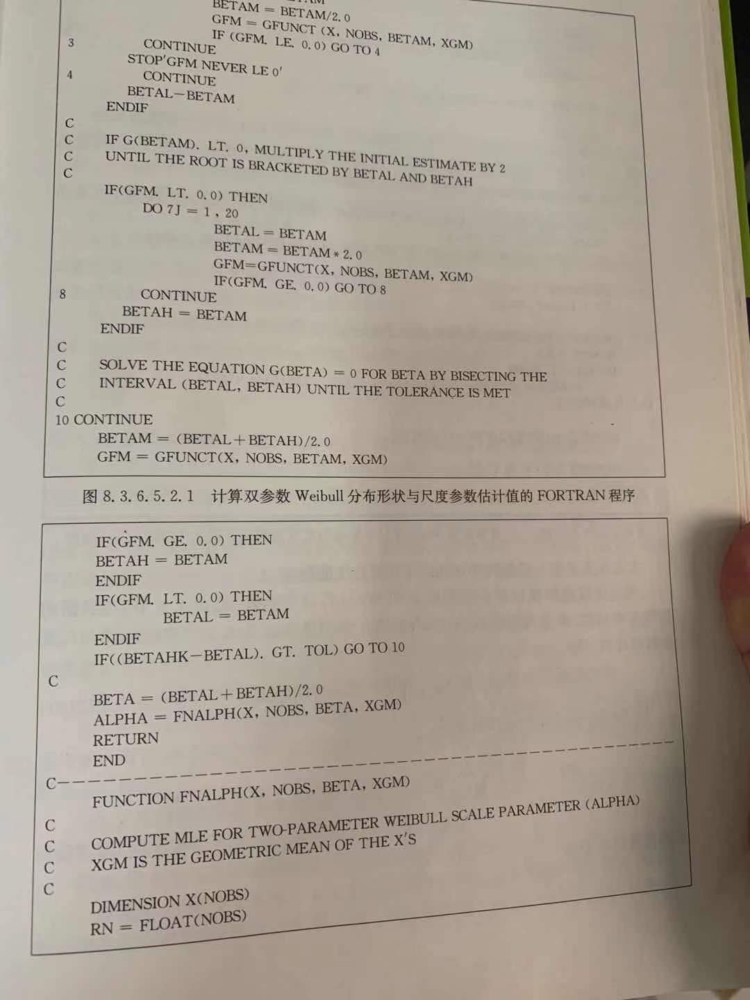 BETAM = BETAM/2.0
GFM = GFUNCT (X, NOBS, BETAM, XGM)
IF (GFM. LE. 0.0) GO TO 4
3 CONTINUE
STOP'GFM NEVER LE 0'
4 CONTINUE
BETAL－BETAM
ENDIF
C
C IF G(BETAM). LT. 0, MULTIPLY THE INITIAL ESTIMATE BY 2
C UNTIL THE ROOT IS BRACKETED BY BETAL AND BETAH
C
IF(GFM. LT. 0.0) THEN
DO 7J = 1 , 20
BETAL = BETAM
BETAM = BETAM * 2.0
GFM=GFUNCT(X, NOBS, BETAM, XGM)
IF(GFM. GE. 0.0) GO TO 8
8 CONTINUE
BETAH = BETAM
ENDIF
C
C SOLVE THE EQUATION G(BETA) = 0 FOR BETA BY BISECTING THE
C INTERVAL (BETAL, BETAH) UNTIL THE TOLERANCE IS MET
C
10 CONTINUE
BETAM = (BETAL＋BETAH)/2.0
GFM = GFUNCT(X, NOBS, BETAM, XGM)
图 8.3.6.5.2.1 计算双参数 Weibull 分布形状与尺度参数估计值的 FORTRAN 程序
IF(GFM. GE. 0.0) THEN
BETAH = BETAM
ENDIF
IF(GFM. LT. 0.0) THEN
BETAL = BETAM
ENDIF
IF((BETAHK－BETAL). GT. TOL) GO TO 10
C
BETA = (BETAL＋BETAH)/2.0
ALPHA = FNALPH(X, NOBS, BETA, XGM)
RETURN
END
C－－－－－－－－－－－－－－－－－－－－－－－－－－－－－－－－－－
FUNCTION FNALPH(X, NOBS, BETA, XGM)
C
C COMPUTE MLE FOR TWO-PARAMETER WEIBULL SCALE PARAMETER (ALPHA)
C XGM IS THE GEOMETRIC MEAN OF THE X'S
C
DIMENSION X(NOBS)
RN = FLOAT(NOBS)